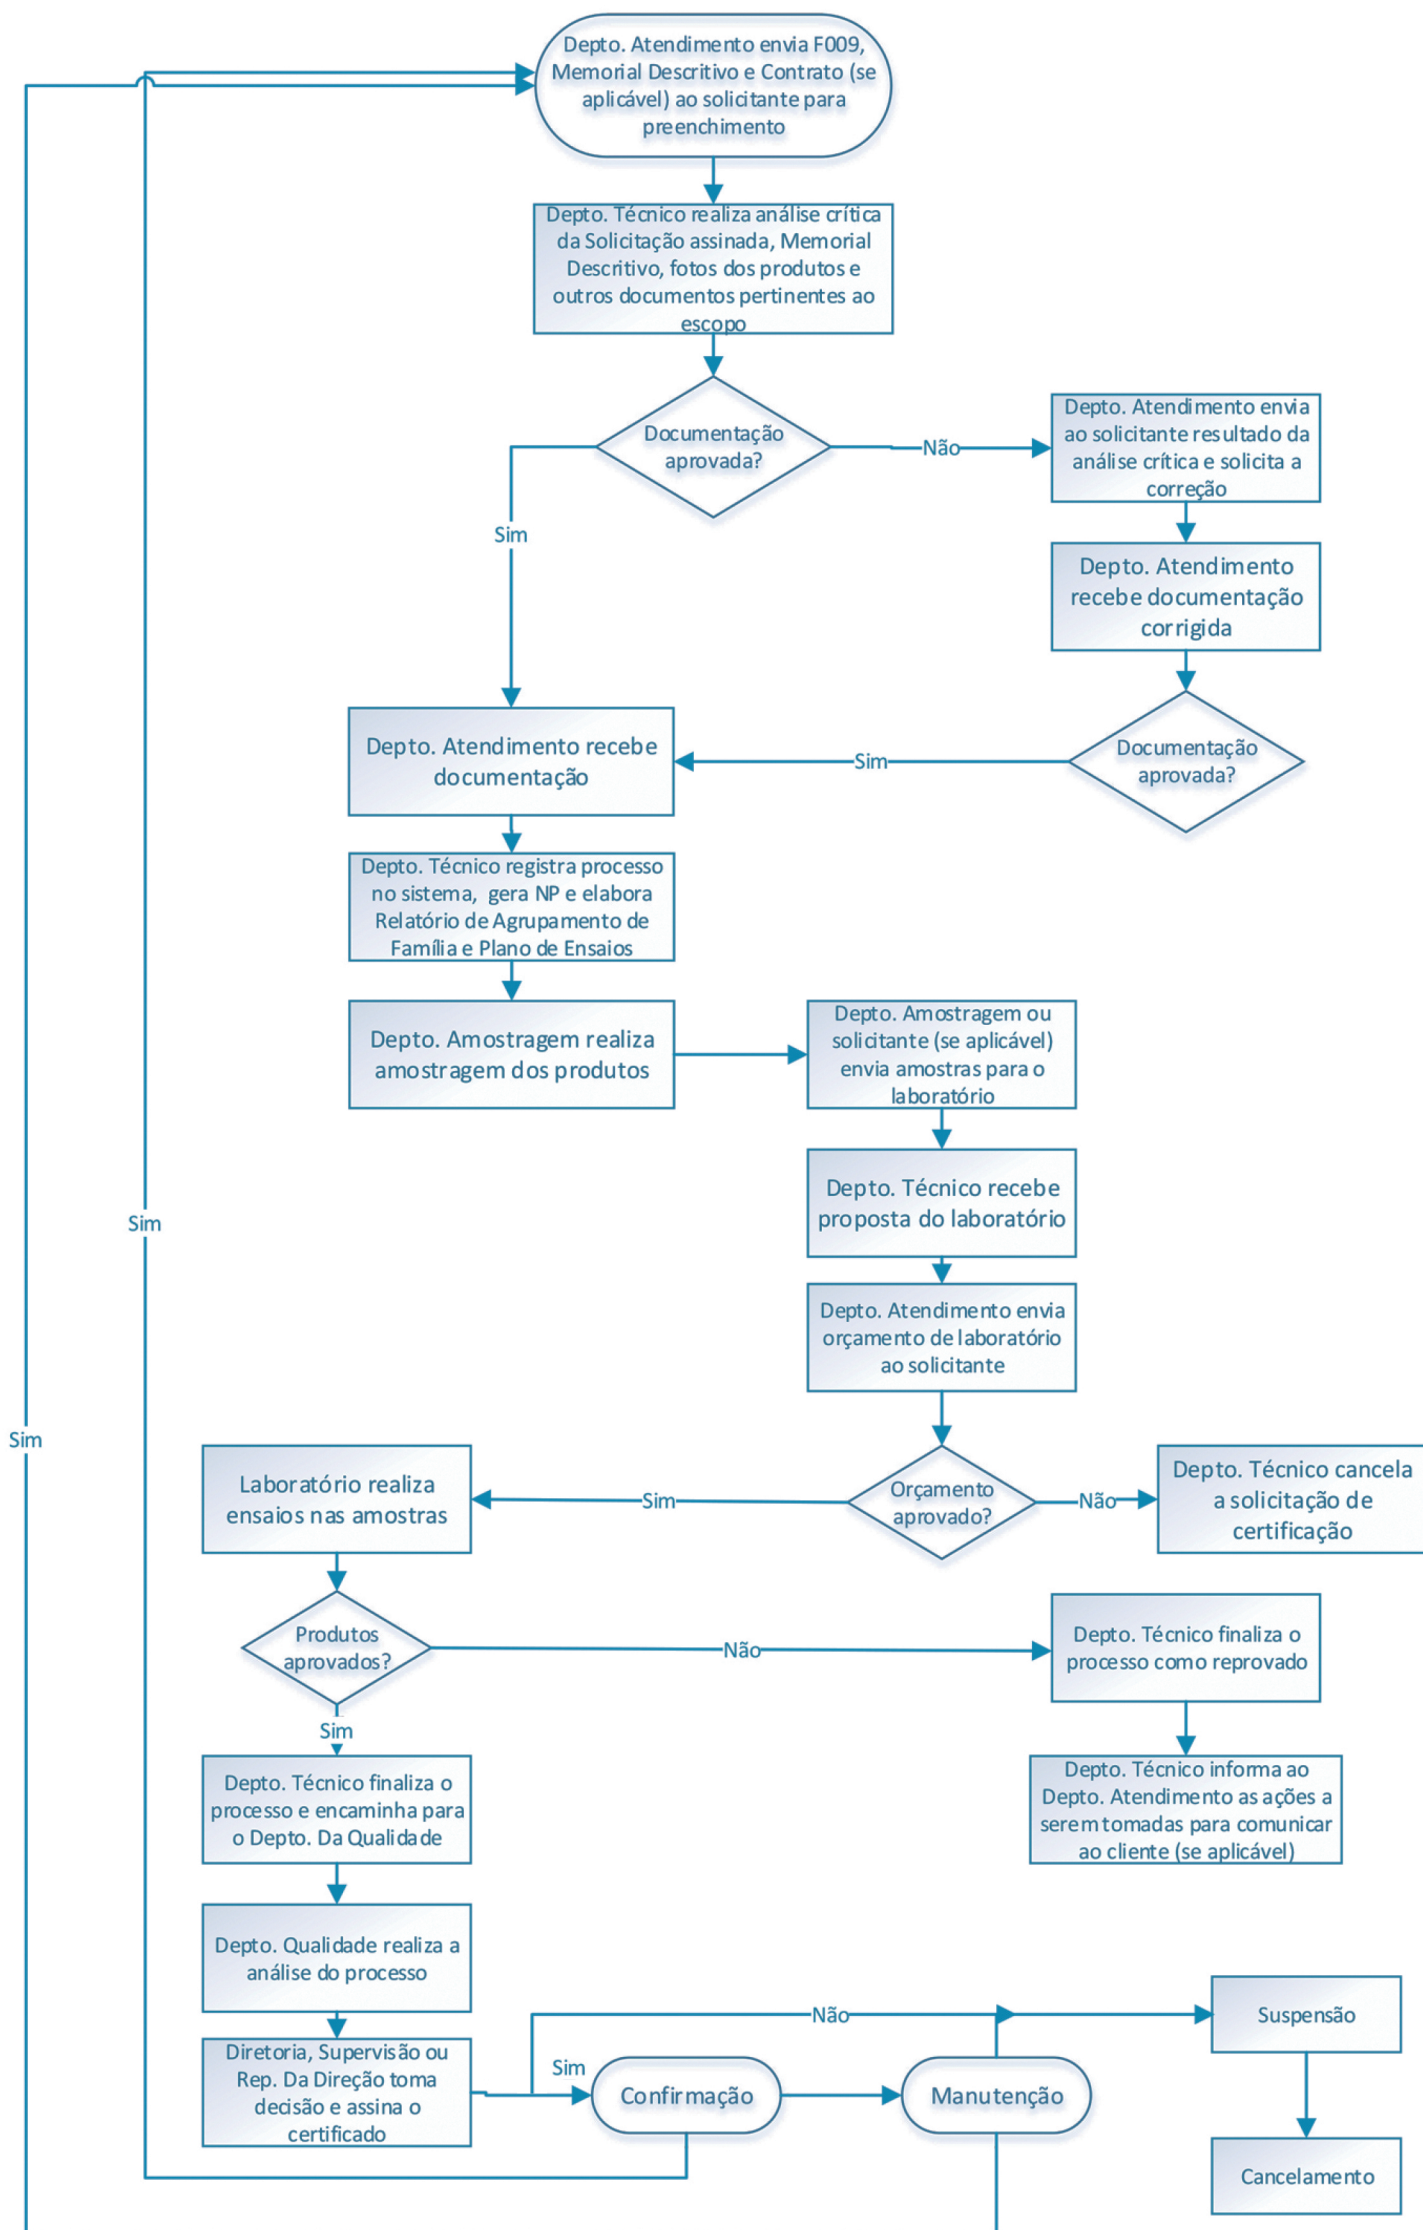 Depto. Atendimento envia F009,
Memorial Descritivo e Contrato (se
aplicável) ao solicitante para
preenchimento
Depto. Técnico realiza análise crítica
da Solicitação assinada, Memorial
Descritivo, fotos dos produtos e
outros documentos pertinentes ao
escopo
Documentação
aprovada?
Não
Depto. Atendimento envia
ao solicitante resultado da
análise crítica e solicita a
correção
Sim
Depto. Atendimento
recebe documentação
corrigida
Documentação
aprovada?
Sim
Depto. Atendimento recebe
documentação
Depto. Técnico registra processo
no sistema, gera NP e elabora
Relatório de Agrupamento de
Família e Plano de Ensaios
Depto. Amostragem realiza
amostragem dos produtos
Depto. Amostragem ou
solicitante (se aplicável)
envia amostras para o
laboratório
Depto. Técnico recebe
proposta do laboratório
Sim
Depto. Atendimento envia
orçamento de laboratório
ao solicitante
Sim
Orçamento
aprovado?
Não
Depto. Técnico cancela
a solicitação de
certificação
Sim
Laboratório realiza
ensaios nas amostras
Produtos
aprovados?
Não
Depto. Técnico finaliza o
processo como reprovado
Sim
Depto. Técnico informa ao
Depto. Atendimento as ações a
serem tomadas para comunicar
ao cliente (se aplicável)
Depto. Técnico finaliza o
processo e encaminha para
o Depto. Da Qualidade
Depto. Qualidade realiza a
análise do processo
Diretoria, Supervisão ou
Rep. Da Direção toma
decisão e assina o
certificado
Não
Sim
Confirmação
Manutenção
Suspensão
Cancelamento